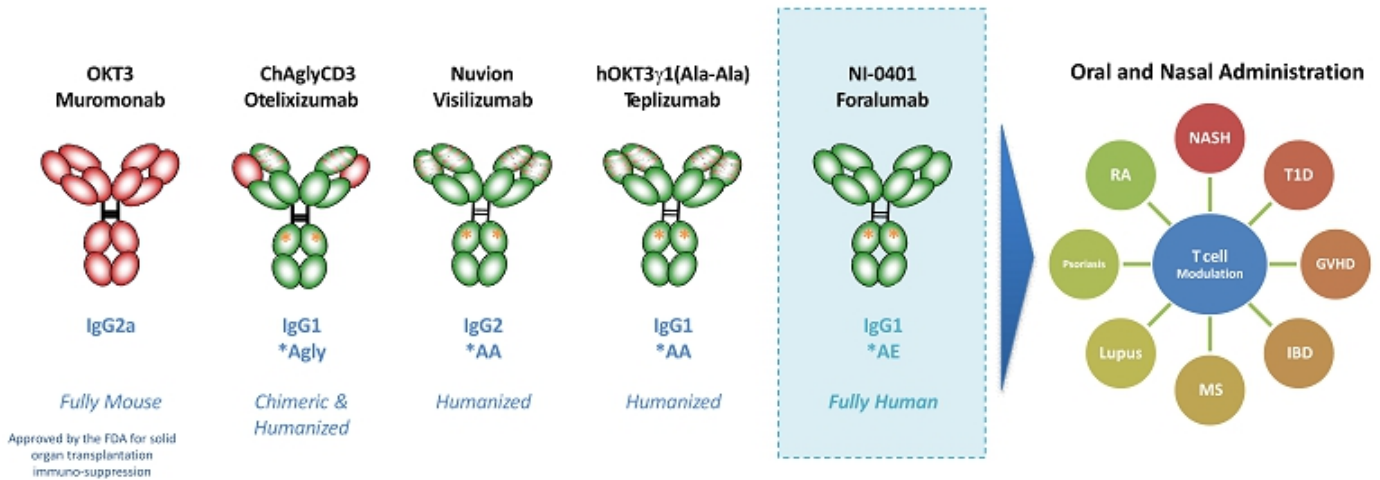 OKT3
Muromonab
IgG2a
Fully Mouse
Approved by the FDA for solid
organ transplantation
immuno-suppression
ChAglyCD3
Otelixizumab
IgG1
*Agly
Chimeric &
Humanized
Nuvion
Visilizumab
IgG2
*AA
Humanized
hOKT3γ1(Ala-Ala)
Teplizumab
IgG1
*AA
Humanized
NI-0401
Foralumab
IgG1
*AE
Fully Human
Oral and Nasal Administration
NASH
T1D
GVHD
IBD
MS
Lupus
Psoriasis
RA
T cell
Modulation